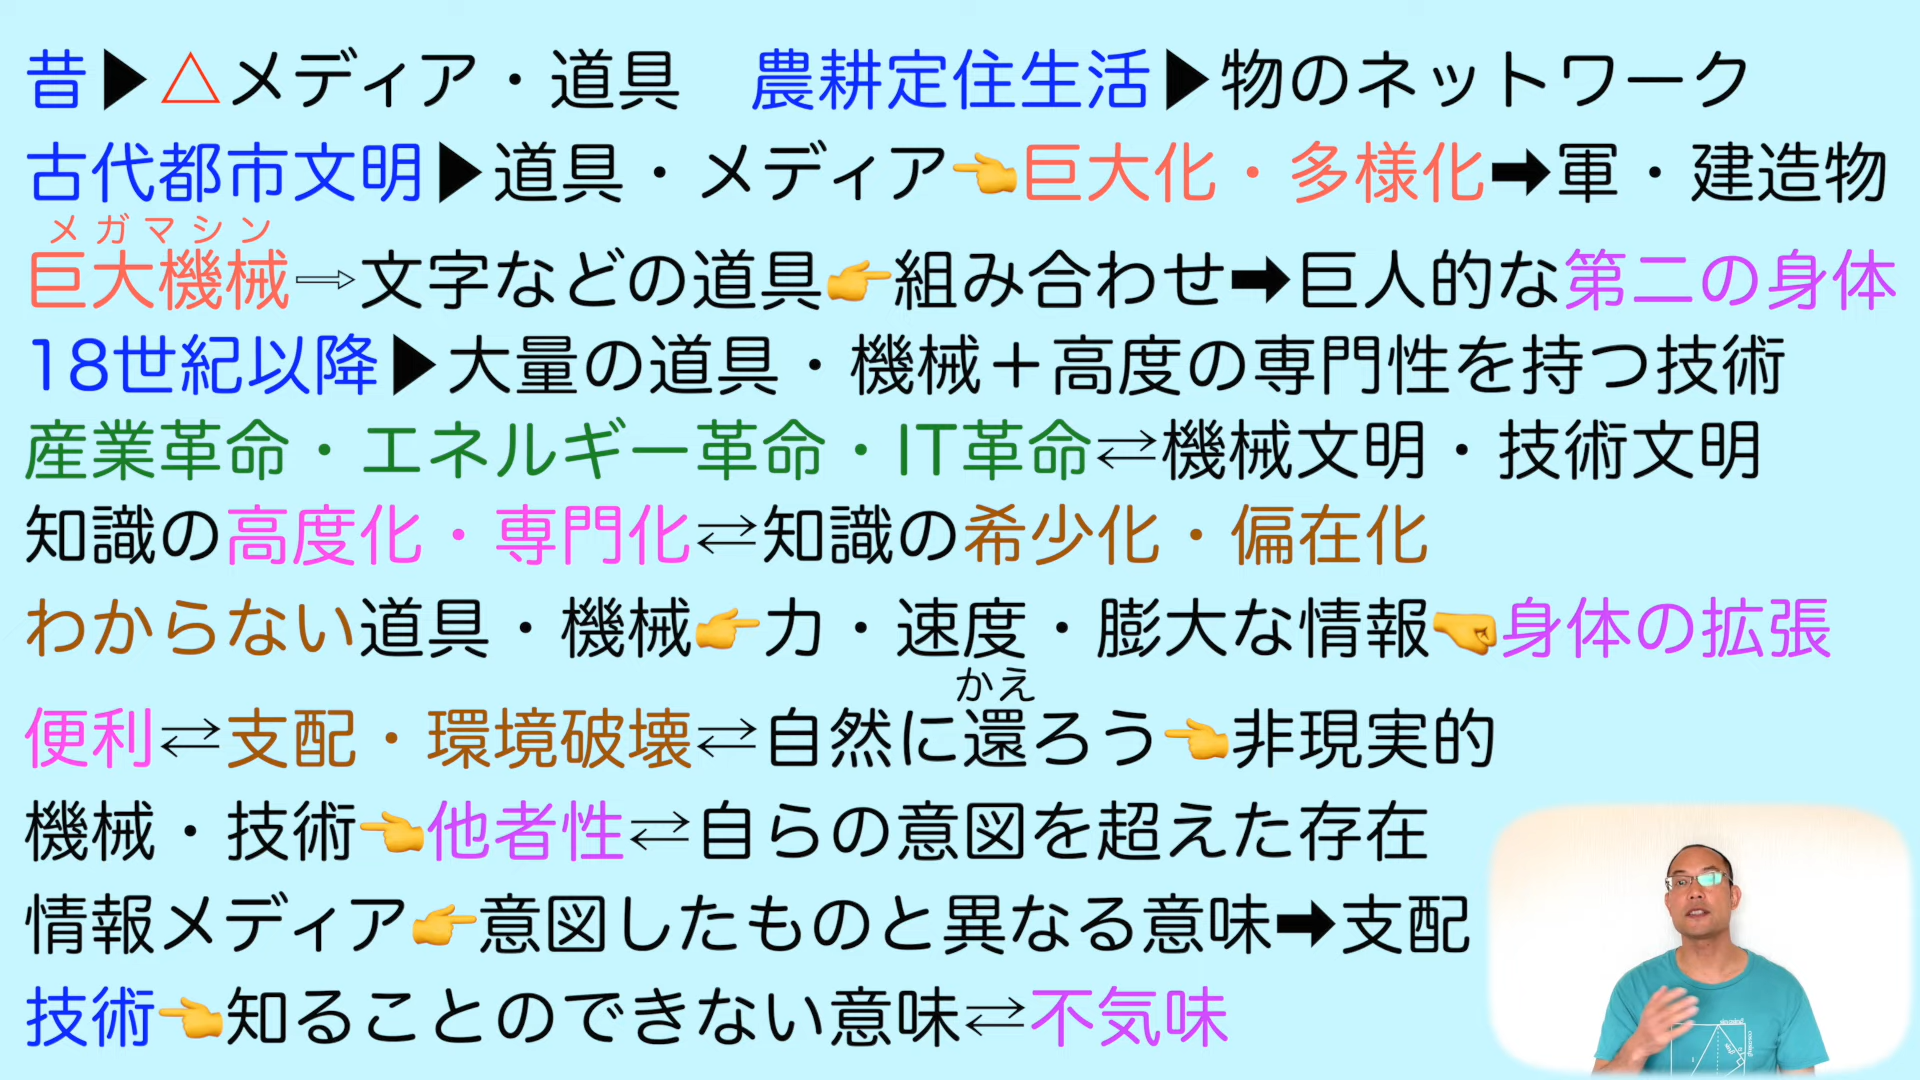 昔▶△メディア・道具　農耕定住生活▶物のネットワーク
古代都市文明▶道具・メディア👈巨大化・多様化➡軍・建造物
メガマシン
巨大機械⇨文字などの道具👉組み合わせ➡巨人的な第二の身体
18世紀以降▶大量の道具・機械＋高度の専門性を持つ技術
産業革命・エネルギー革命・IT革命⇄機械文明・技術文明
知識の高度化・専門化⇄知識の希少化・偏在化
わからない道具・機械👉力・速度・膨大な情報🤜身体の拡張
かえ
便利⇄支配・環境破壊⇄自然に還ろう👈非現実的
機械・技術👈他者性⇄自らの意図を超えた存在
情報メディア👉意図したものと異なる意味➡支配
技術👈知ることのできない意味⇄不気味